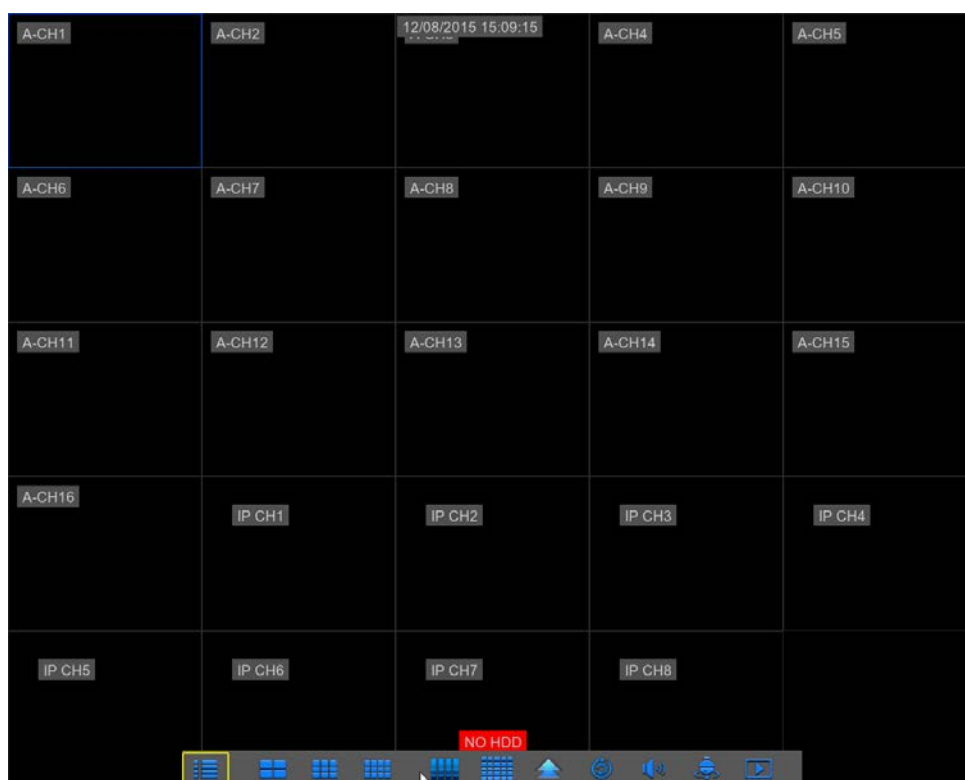 A-CH1 A-CH2 12/08/2015 15:09:15 A-CH4 A-CH5
A-CH6 A-CH7 A-CH8 A-CH9 A-CH10
A-CH11 A-CH12 A-CH13 A-CH14 A-CH15
A-CH16 IP CH1 IP CH2 IP CH3 IP CH4
IP CH5 IP CH6 IP CH7 IP CH8
NO HDD